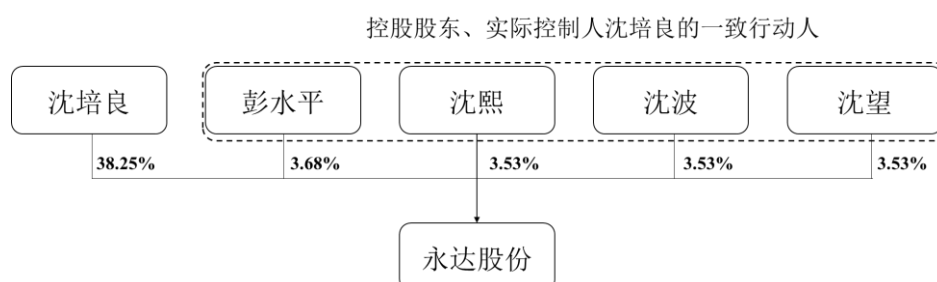 控股股东、实际控制人沈培良的一致行动人
沈培良 彭水平 沈熙 沈波 沈望
38.25% 3.68% 3.53% 3.53% 3.53%
永达股份